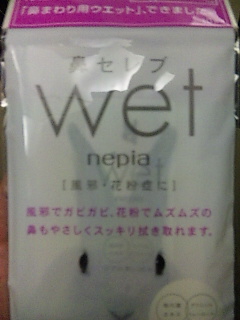 「鼻まわり用ウエット」、できました
鼻セレブ
wet
nepia
[風邪・花粉症に]
風邪でガビガビ、花粉でムズムズの
鼻もやさしくスッキリ拭き取れます。